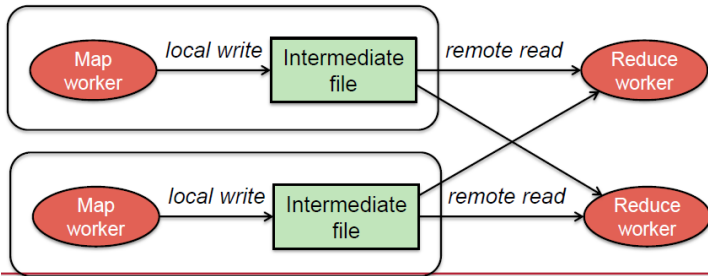 Map
worker
local write
Intermediate
file
remote read
Reduce
worker
Map
worker
local write
Intermediate
file
remote read
Reduce
worker